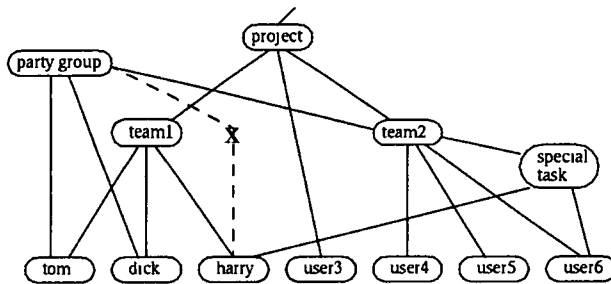 project
party group
team1
X
team2
special
task
tom
dick
harry
user3
user4
user5
user6